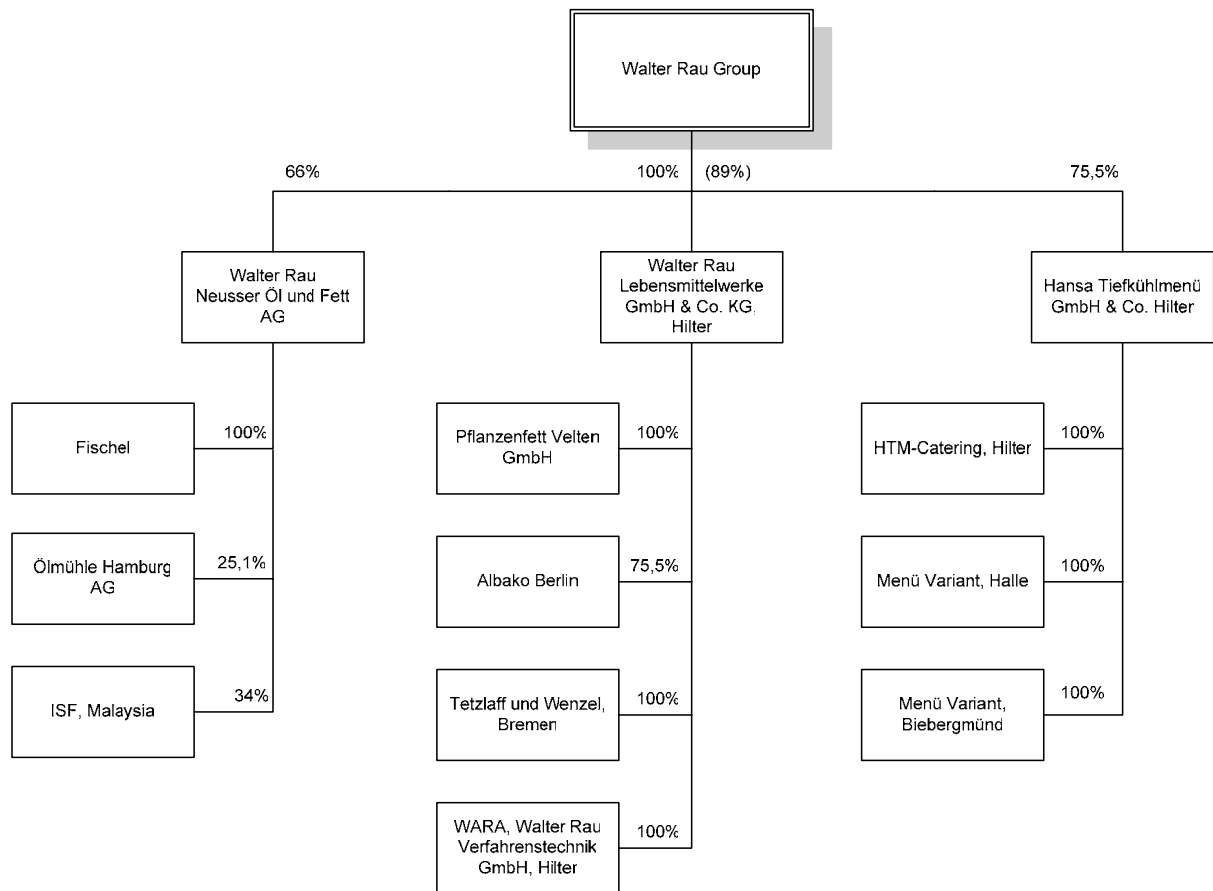 Walter Rau Group
66%
100%
(89%)
75,5%
Walter Rau
Neusser Öl und Fett
AG
Walter Rau
Lebensmittelwerke
GmbH & Co. KG,
Hilter
Hansa Tiefkühlmenü
GmbH & Co. Hilter
Fischel
100%
Pflanzenfett Velten
GmbH
100%
HTM-Catering, Hilter
100%
Ölmühle Hamburg
AG
25,1%
Albako Berlin
75,5%
Menü Variant, Halle
100%
ISF, Malaysia
34%
Tetzlaff und Wenzel,
Bremen
100%
Menü Variant,
Biebergmünd
100%
WARA, Walter Rau
Verfahrenstechnik
GmbH, Hilter
100%